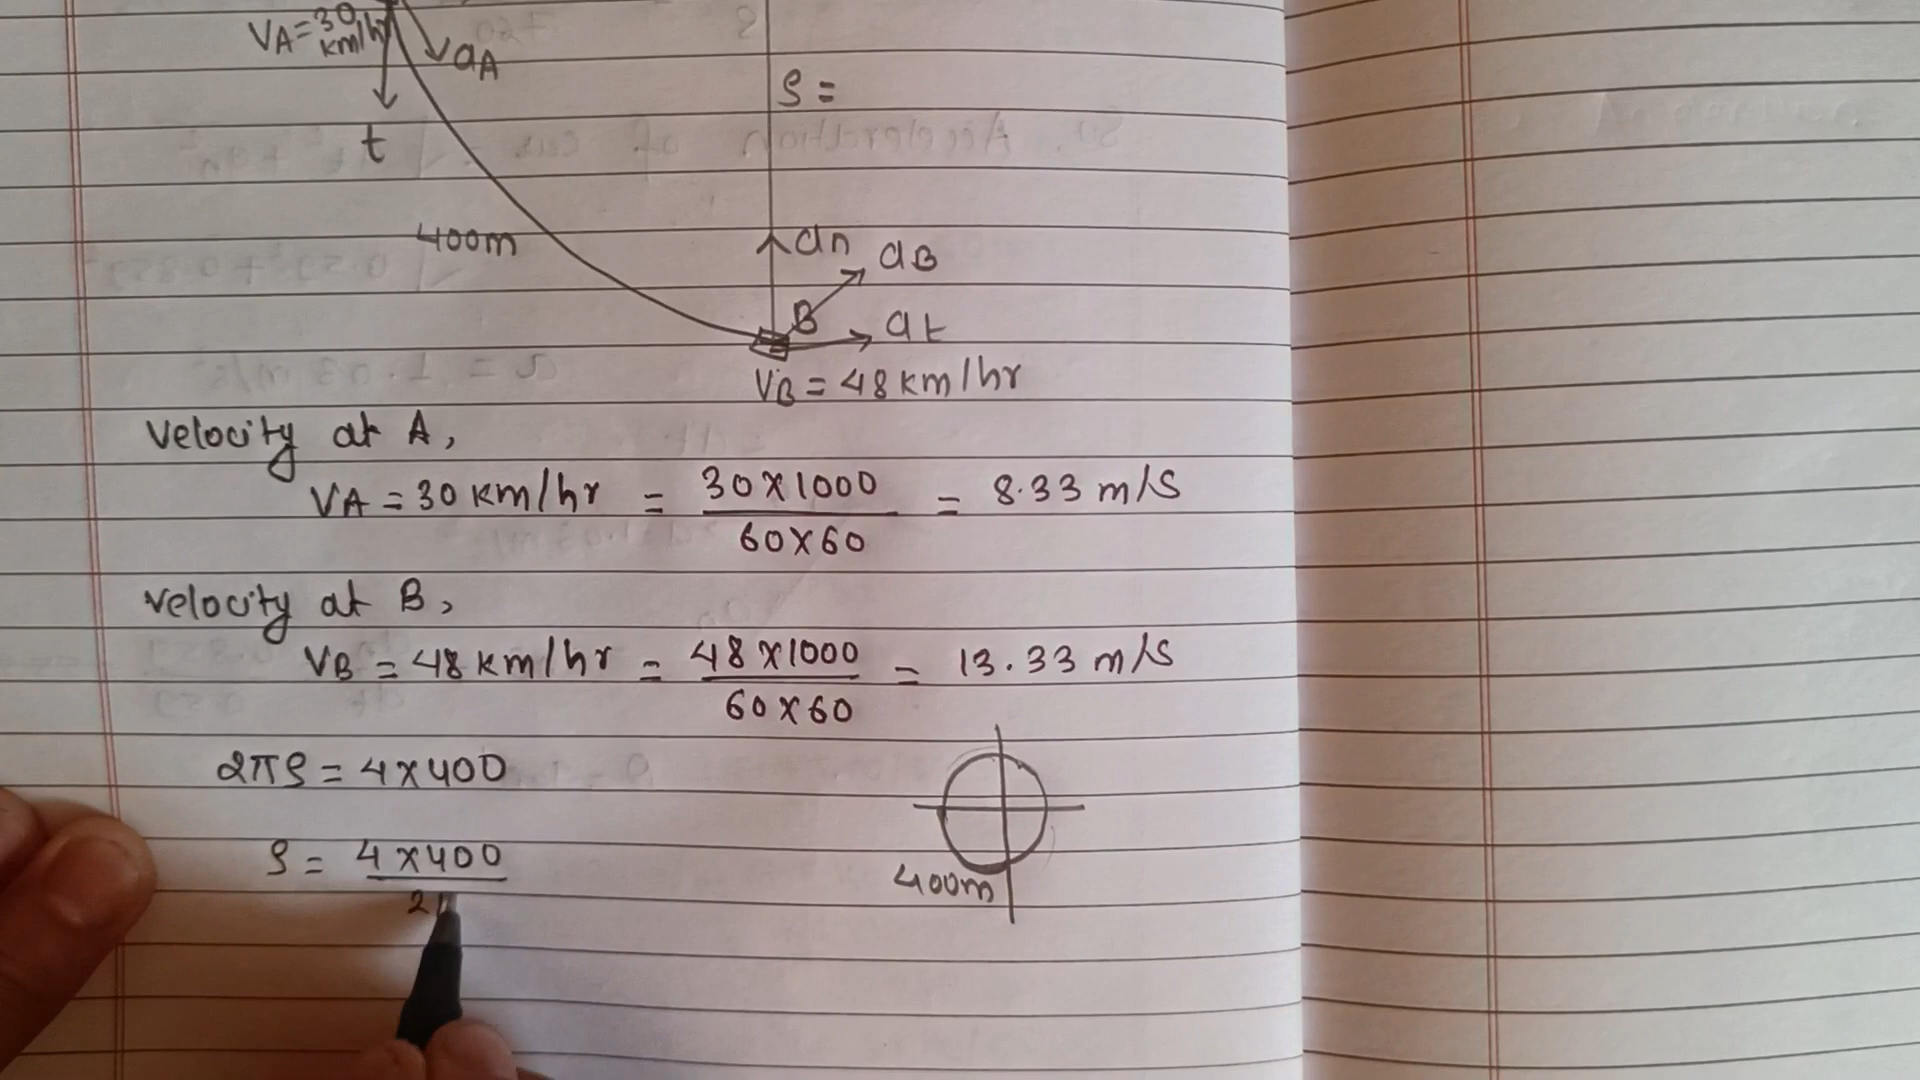 VA = 30 km/hr
aA
t
ρ =
400m
an
aB
B
at
VB = 48 km/hr
Velocity at A,
VA = 30 km/hr = 30 x 1000 / 60 x 60 = 8.33 m/s
Velocity at B,
VB = 48 km/hr = 48 x 1000 / 60 x 60 = 13.33 m/s
2πρ = 4 x 400
ρ = 4 x 400 / 2
400m